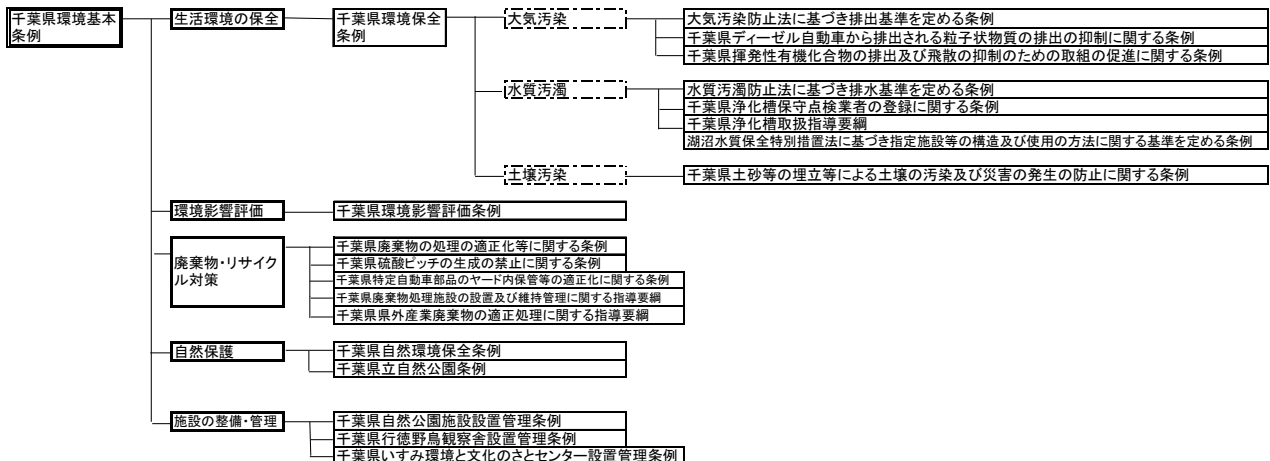 千葉県環境基本
条例
生活環境の保全
千葉県環境保全
条例
大気汚染
大気汚染防止法に基づき排出基準を定める条例
千葉県ディーゼル自動車から排出される粒子状物質の排出の抑制に関する条例
千葉県揮発性有機化合物の排出及び飛散の抑制のための取組の促進に関する条例
水質汚濁
水質汚濁防止法に基づき排水基準を定める条例
千葉県浄化槽保守点検業者の登録に関する条例
千葉県浄化槽取扱指導要綱
湖沼水質保全特別措置法に基づき指定施設等の構造及び使用の方法に関する基準を定める条例
土壌汚染
千葉県土砂等の埋立等による土壌の汚染及び災害の発生の防止に関する条例
環境影響評価
千葉県環境影響評価条例
廃棄物・リサイク
ル対策
千葉県廃棄物の処理の適正化等に関する条例
千葉県硫酸ピッチの生成の禁止に関する条例
千葉県特定自動車部品のヤード内保管等の適正化に関する条例
千葉県廃棄物処理施設の設置及び維持管理に関する指導要綱
千葉県県外産業廃棄物の適正処理に関する指導要綱
自然保護
千葉県自然環境保全条例
千葉県立自然公園条例
施設の整備・管理
千葉県自然公園施設設置管理条例
千葉県行徳野鳥観察舎設置管理条例
千葉県いすみ環境と文化のさとセンター設置管理条例